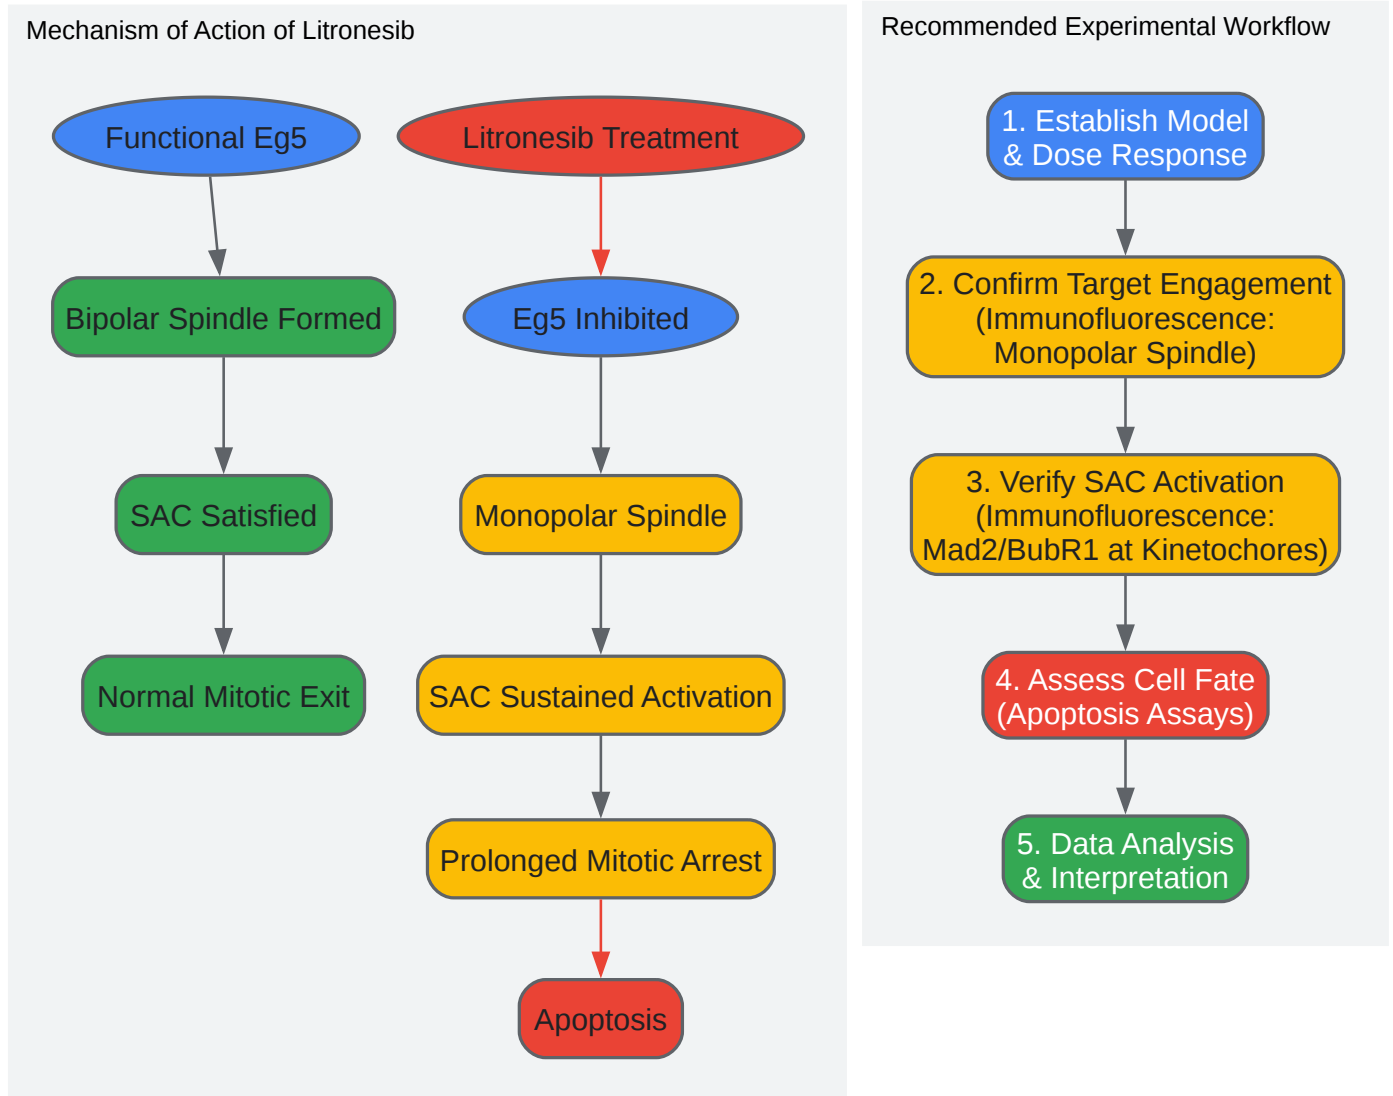 Mechanism of Action of Litronesib
Functional Eg5
Bipolar Spindle Formed
SAC Satisfied
Normal Mitotic Exit
Litronesib Treatment
Eg5 Inhibited
Monopolar Spindle
SAC Sustained Activation
Prolonged Mitotic Arrest
Apoptosis
Recommended Experimental Workflow
1. Establish Model
& Dose Response
2. Confirm Target Engagement
(Immunofluorescence:
Monopolar Spindle)
3. Verify SAC Activation
(Immunofluorescence:
Mad2/BubR1 at Kinetochores)
4. Assess Cell Fate
(Apoptosis Assays)
5. Data Analysis
& Interpretation